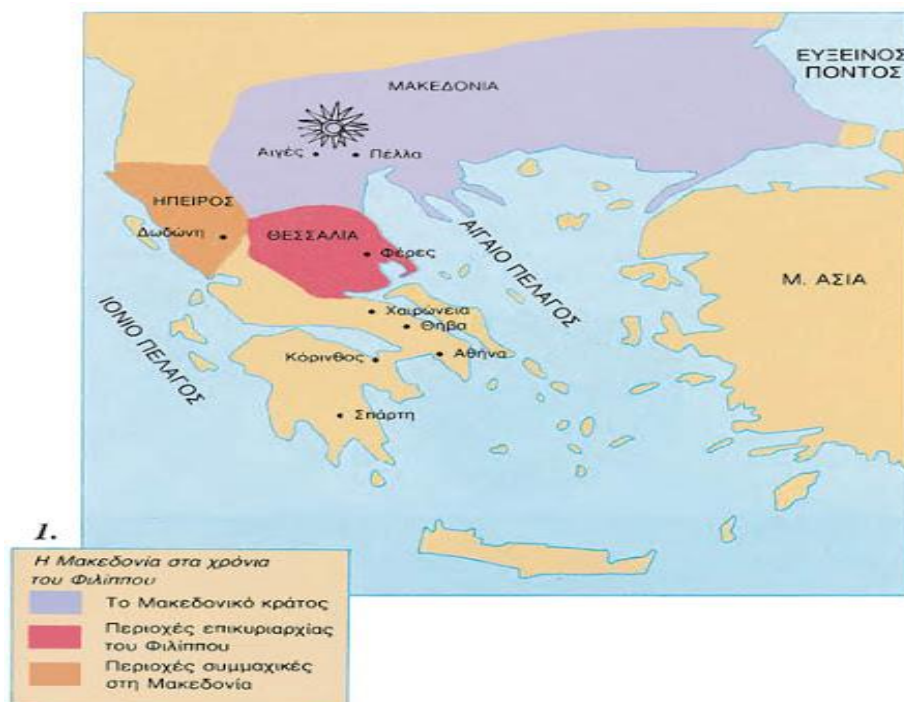 ΕΥΞΕΙΝΟΣ
ΠΟΝΤΟΣ
ΜΑΚΕΔΟΝΙΑ
Αιγές
Πέλλα
ΗΠΕΙΡΟΣ
Δωδώνη
ΘΕΣΣΑΛΙΑ
Φέρες
ΑΙΓΑΙΟ ΠΕΛΑΓΟΣ
Μ. ΑΣΙΑ
ΙΟΝΙΟ ΠΕΛΑΓΟΣ
Χαιρώνεια
Θήβα
Κόρινθος
Αθήνα
Σπάρτη
1.
Η Μακεδονία στα χρόνια
του Φιλίππου
Το Μακεδονικό κράτος
Περιοχές επικυριαρχίας
του Φιλίππου
Περιοχές συμμαχικές
στη Μακεδονία